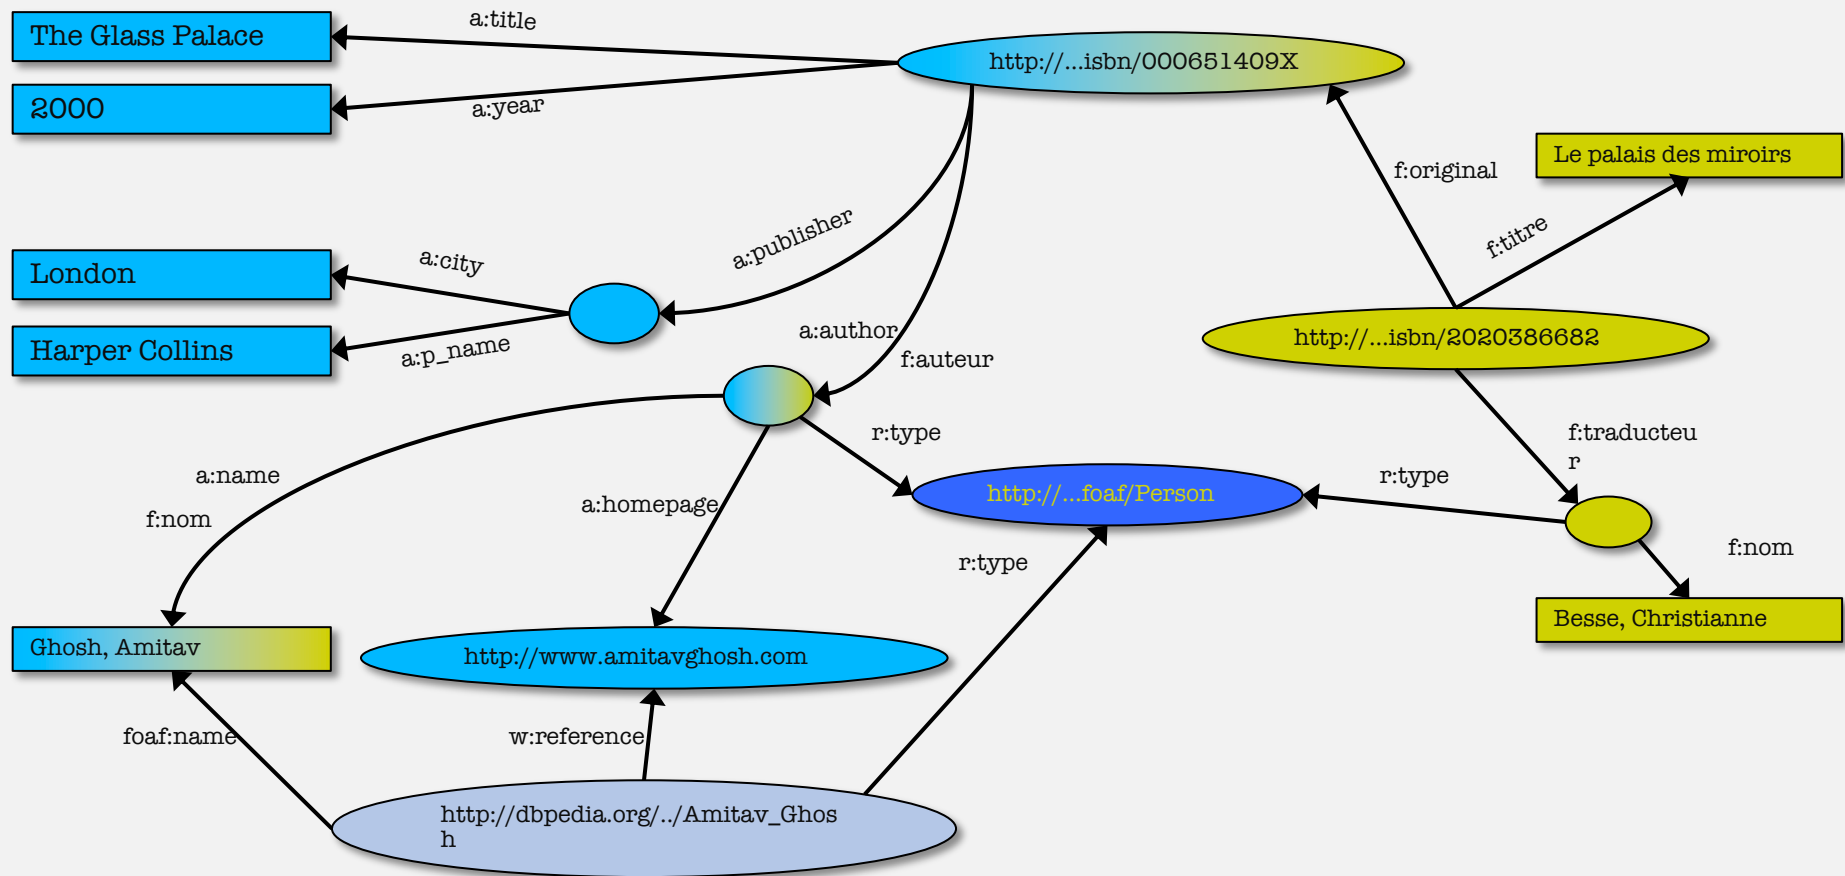 a:title
The Glass Palace
http://...isbn/000651409X
2000
a:year
Le palais des miroirs
f:original
f:titre
a:publisher
a:city
London
a:author
http://...isbn/2020386682
Harper Collins
a:p_name
f:auteur
r:type
f:traducteu
r
a:name
r:type
http://...foaf/Person
a:homepage
f:nom
f:nom
r:type
Besse, Christianne
Ghosh, Amitav
http://www.amitavghosh.com
foaf:name
w:reference
http://dbpedia.org/../Amitav_Ghos
h